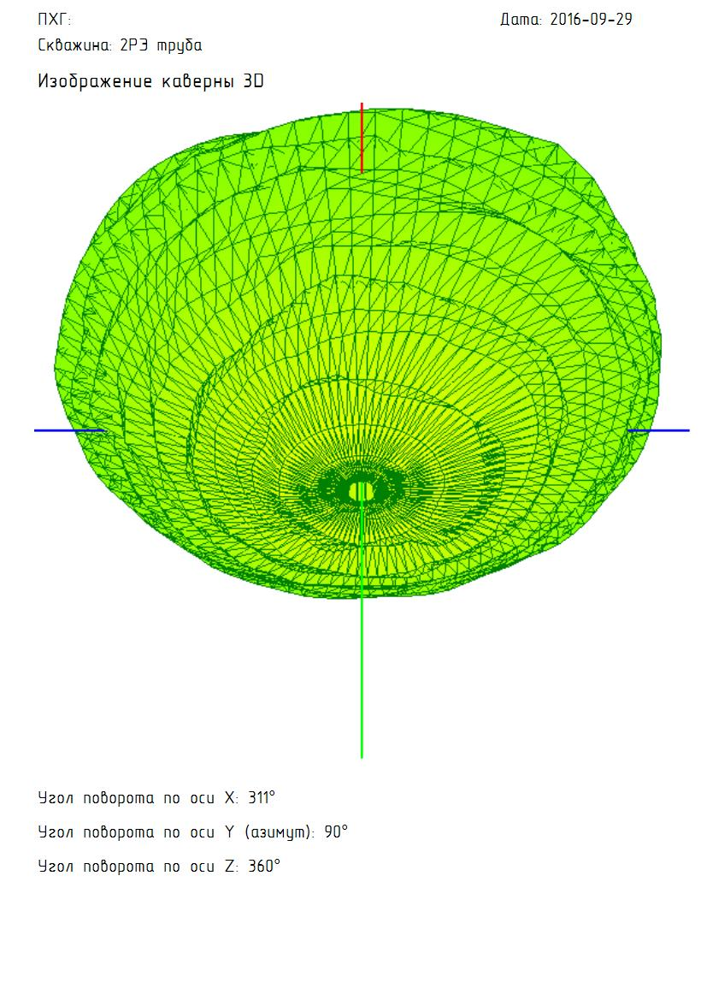 ПХГ:
Дата: 2016-09-29
Скважина: 2РЭ труба
Изображение каверны 3D
Угол поворота по оси X: 311°
Угол поворота по оси Y (азимут): 90°
Угол поворота по оси Z: 360°